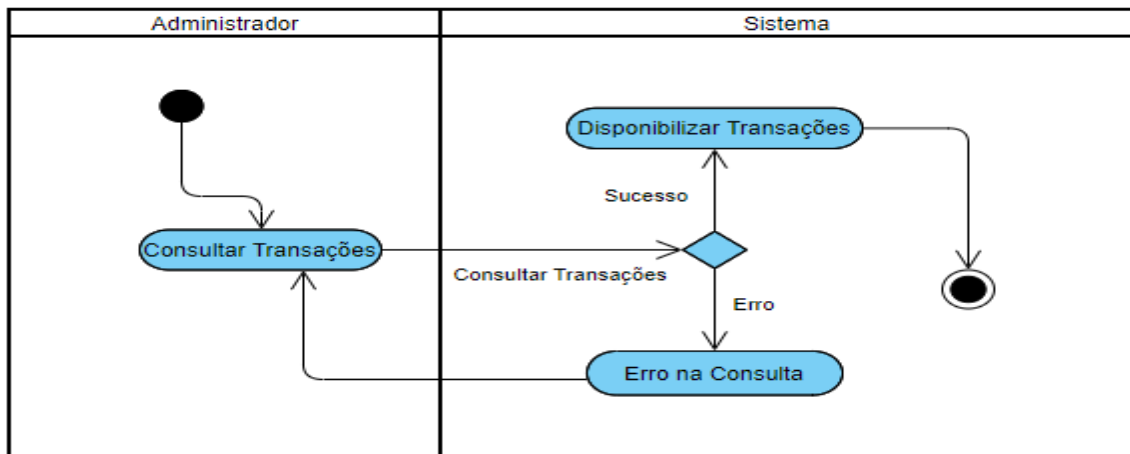 Administrador
Sistema
Disponibilizar Transações
Sucesso
Consultar Transações
Consultar Transações
Erro
Erro na Consulta